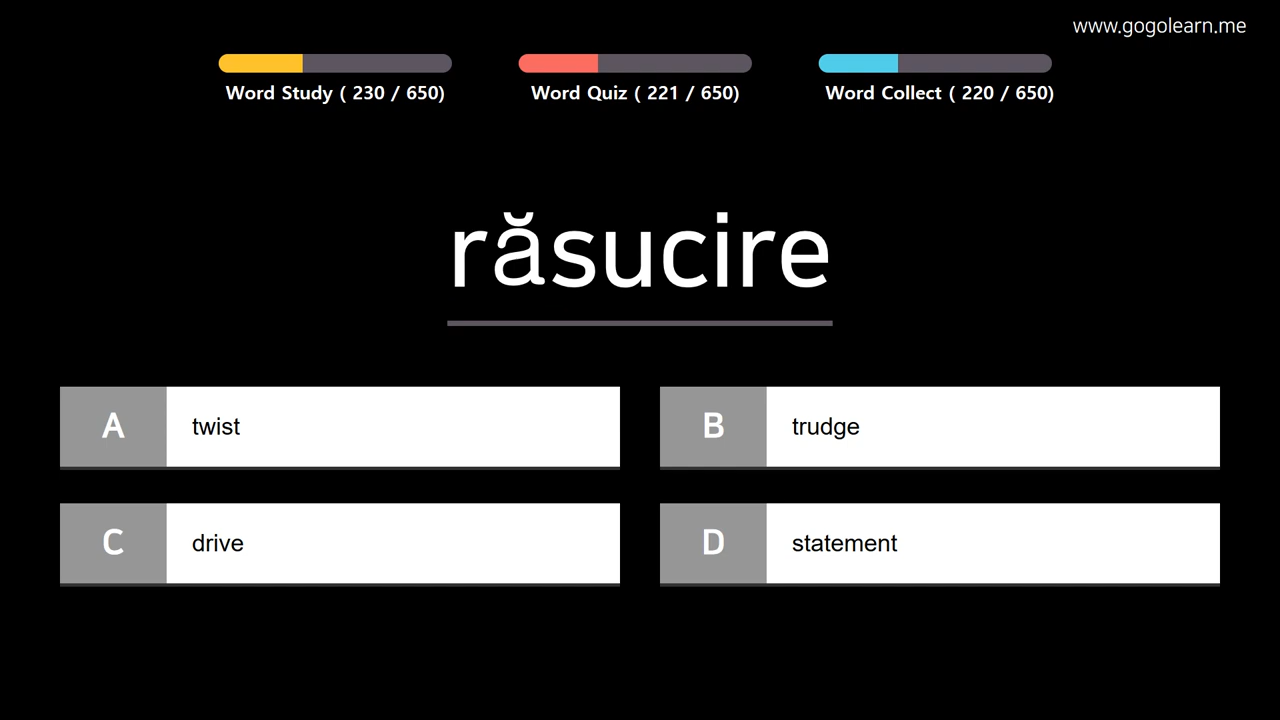 www.gogolearn.me
Word Study ( 230 / 650)
Word Quiz ( 221 / 650)
Word Collect ( 220 / 650)
răsucire
A twist
B trudge
C drive
D statement